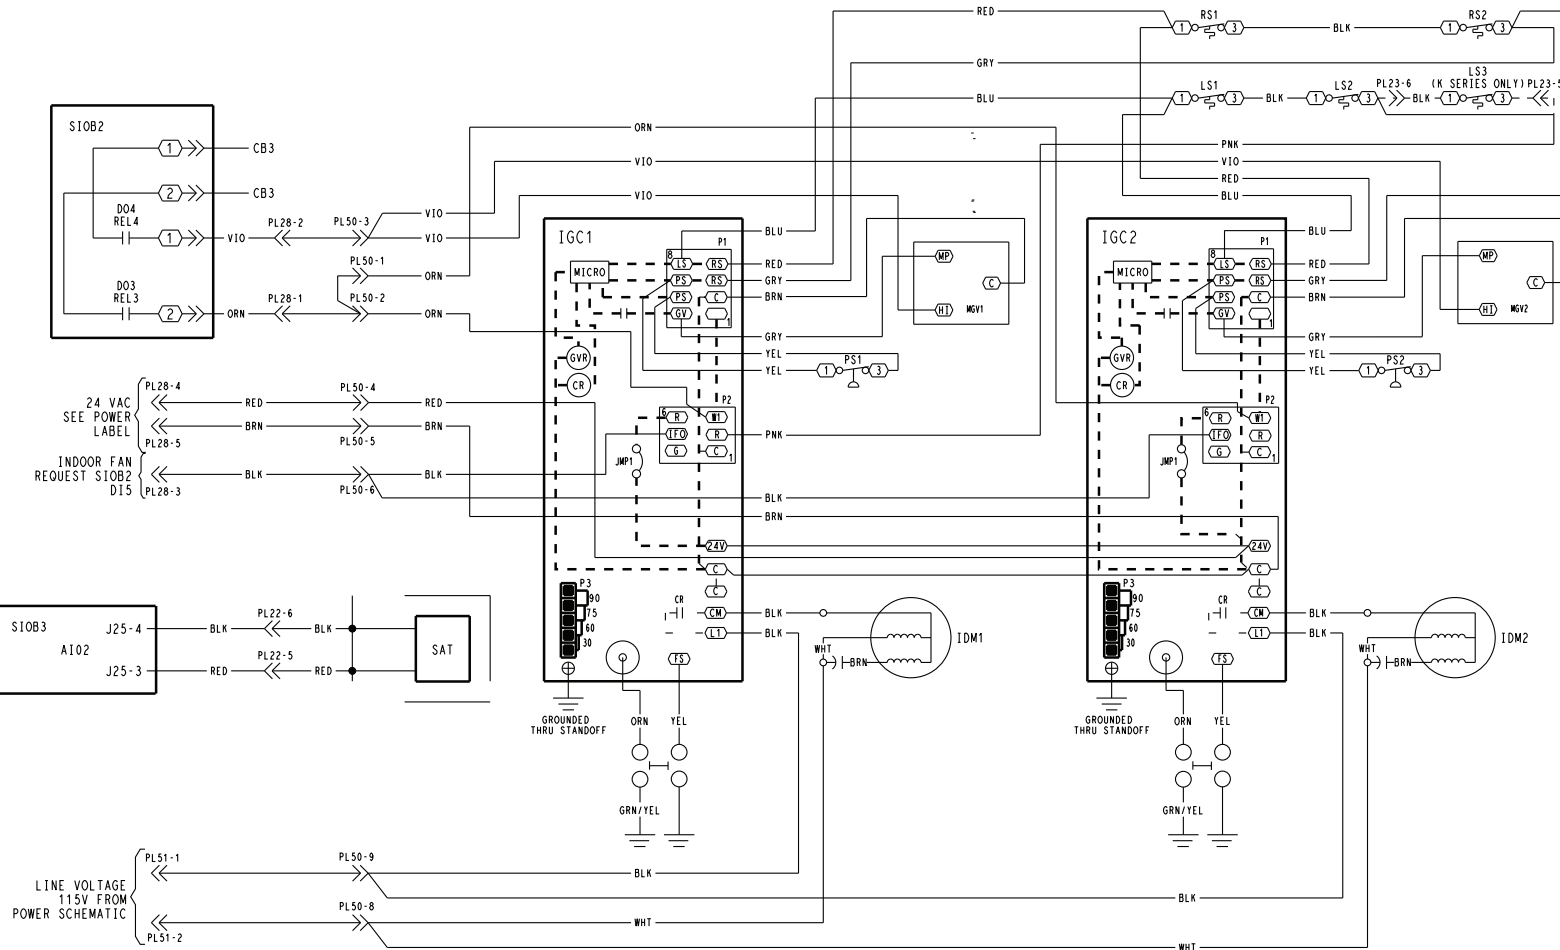 RED
RS1
1
3
BLK
RS2
1
3
GRY
LS1
1
3
BLK
LS2
1
3
PL23-6
BLK
LS3
(K SERIES ONLY)
1
3
PL23-5
BLU
ORN
PNK
VIO
VIO
RED
VIO
BLU
SIOB2
1
CB3
2
CB3
DO4
REL4
1
VIO
PL28-2
PL50-3
VIO
VIO
PL50-1
ORN
DO3
REL3
2
ORN
PL28-1
PL50-2
ORN
IGC1
P1
8
LS
RS
PS
RS
PS
C
GV
1
MICRO
GVR
CR
BLU
RED
GRY
BRN
GRY
YEL
YEL
MP
C
HI
MGV1
PS1
1
3
IGC2
P1
8
LS
RS
PS
RS
PS
C
GV
1
MICRO
GVR
CR
BLU
RED
GRY
BRN
GRY
YEL
YEL
MP
C
HI
MGV2
PS2
1
3
24 VAC
SEE POWER
LABEL
PL28-4
RED
PL50-4
RED
BRN
BRN
PL28-5
PL50-5
INDOOR FAN
REQUEST SIOB2
DI5
BLK
BLK
PL28-3
PL50-6
P2
6
R
W1
IFO
R
G
C
1
JMP1
PNK
BLK
BRN
P2
6
R
W1
IFO
R
G
C
1
JMP1
24V
C
C
24V
C
C
P3
90
75
60
30
CR
CM
L1
FS
BLK
BLK
WHT
BRN
IDM1
P3
90
75
60
30
CR
CM
L1
FS
BLK
BLK
WHT
BRN
IDM2
SIOB3
AI02
J25-4
J25-3
BLK
PL22-6
BLK
RED
PL22-5
RED
SAT
GROUNDED
THRU STANDOFF
ORN
YEL
GRN/YEL
GROUNDED
THRU STANDOFF
ORN
YEL
GRN/YEL
LINE VOLTAGE
115V FROM
POWER SCHEMATIC
PL51-1
PL50-9
BLK
BLK
PL50-8
WHT
PL51-2
WHT